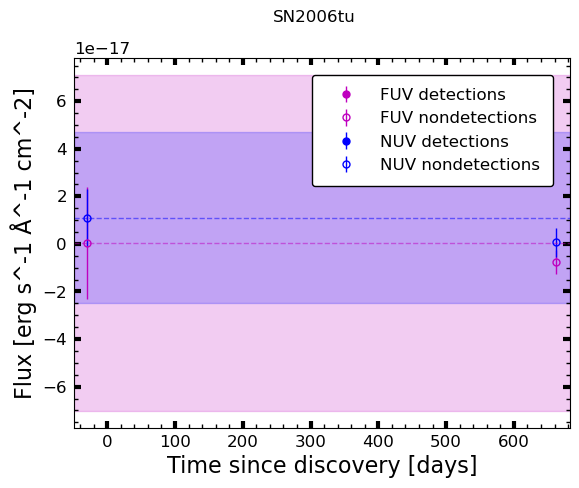 SN2006tu
1e−17
FUV detections
FUV nondetections
NUV detections
NUV nondetections
6
4
2
0
−2
−4
−6
Flux [erg s^-1 Å^-1 cm^-2]
0 100 200 300 400 500 600
Time since discovery [days]